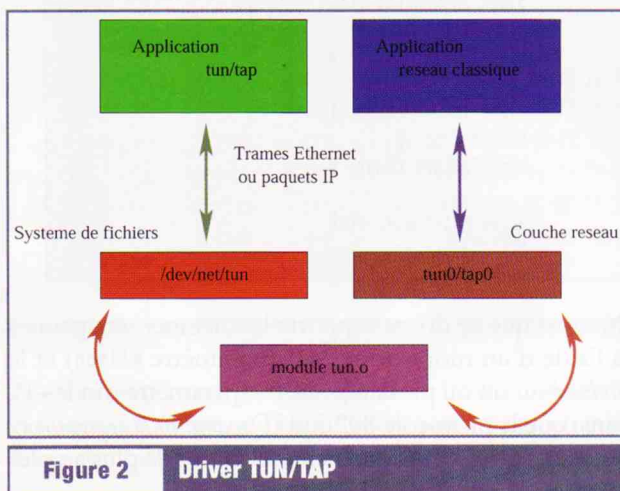 Application
tun/tap
Application
reseau classique
Trames Ethernet
ou paquets IP
Systeme de fichiers
Couche reseau
/dev/net/tun
tun0/tap0
module tun.o
Figure 2
Driver TUN/TAP